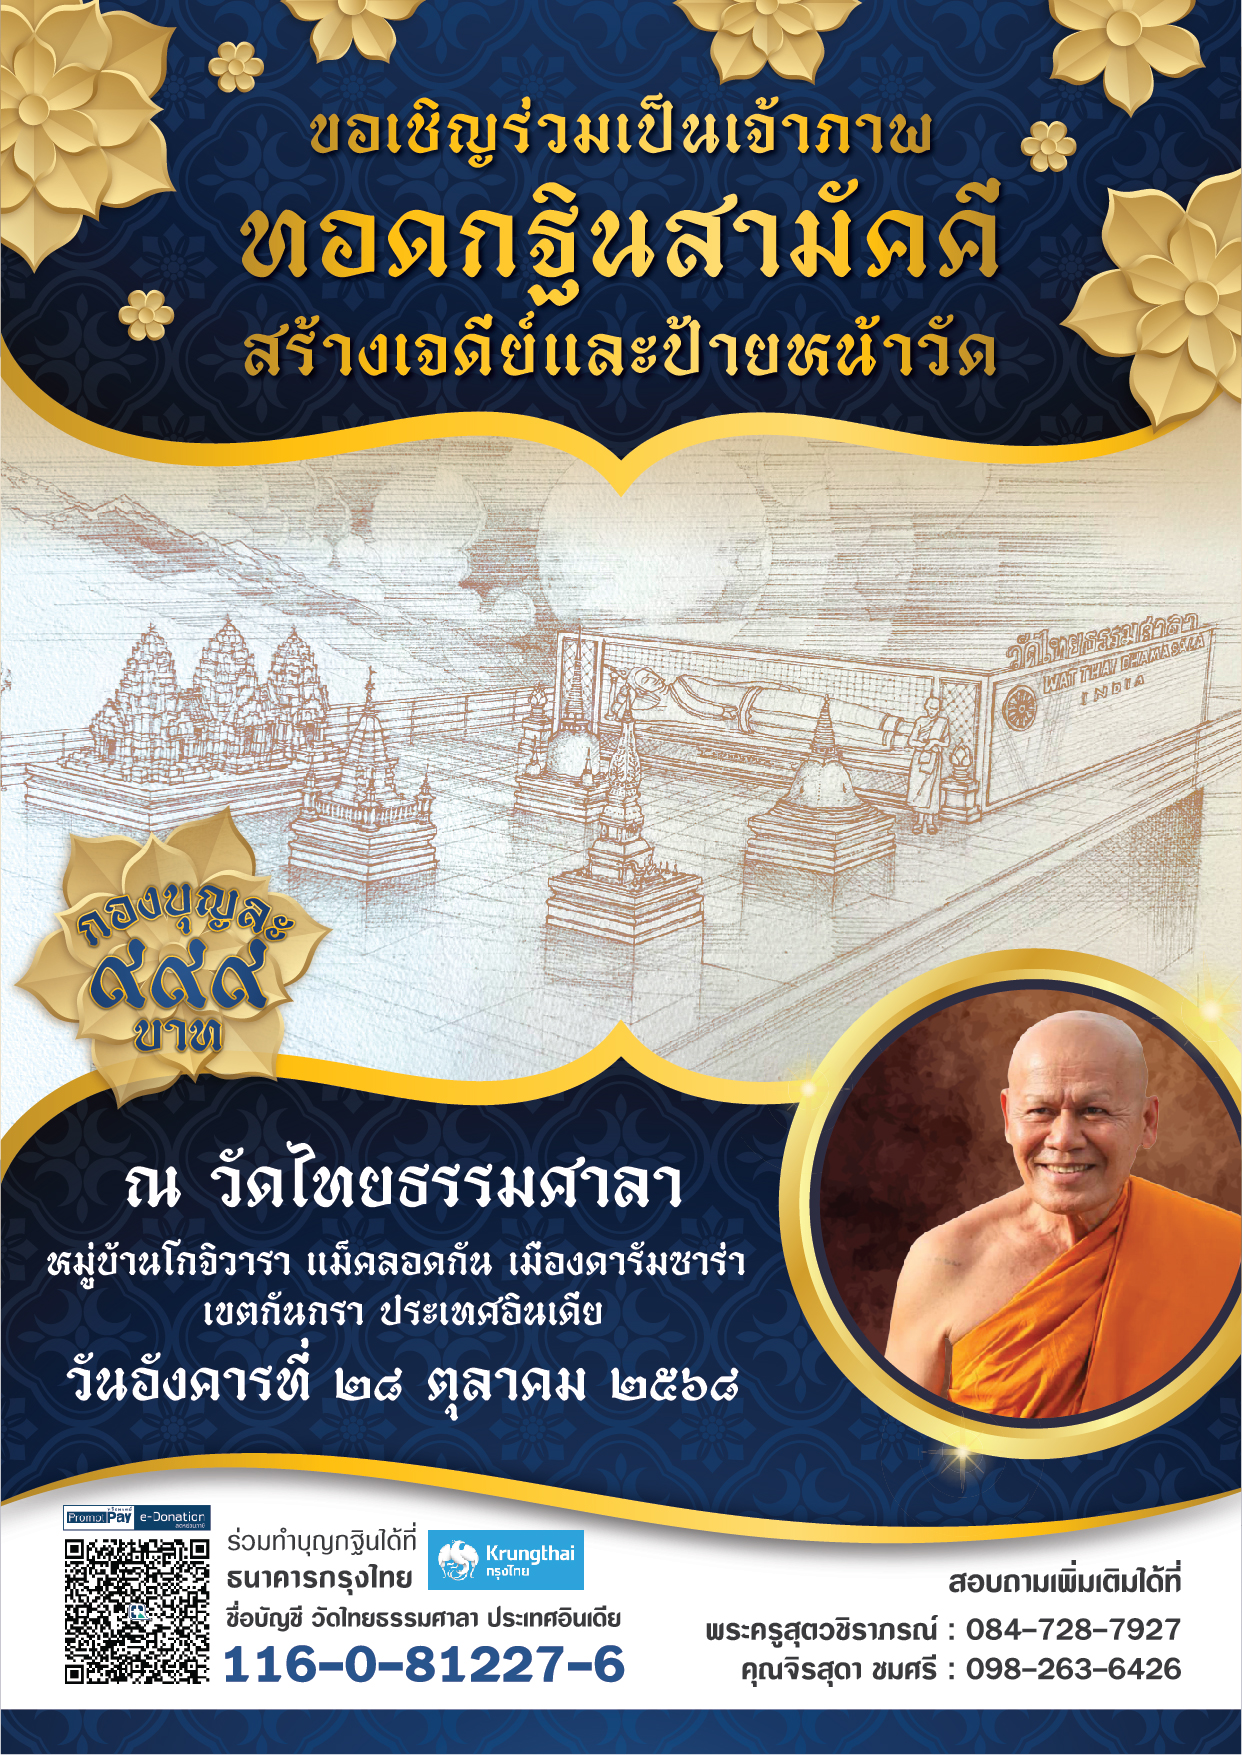 ขอเชิญร่วมเป็นเจ้าภาพ
ทอดกฐินสามัคคี
สร้างเจดีย์และป้ายหน้าวัด
วัดไทยธรรมศาลา
WAT THAI DHAMASALA
INDIA
กองบุญละ
๙๙๙
บาท
ณ วัดไทยธรรมศาลา
หมู่บ้านโกจิวารา แม็คลอดกัน เมืองดารัมซาร่า
เขตกันกรา ประเทศอินเดีย
วันอังคารที่ ๒๘ ตุลาคม ๒๕๖๘
PromptPay e-Donation
ร่วมทำบุญกฐินได้ที่
ธนาคารกรุงไทย
Krungthai
กรุงไทย
ชื่อบัญชี วัดไทยธรรมศาลา ประเทศอินเดีย
116-0-81227-6
สอบถามเพิ่มเติมได้ที่
พระครูสุตวชิราภรณ์ : 084-728-7927
คุณจิรสุดา ชมศรี : 098-263-6426